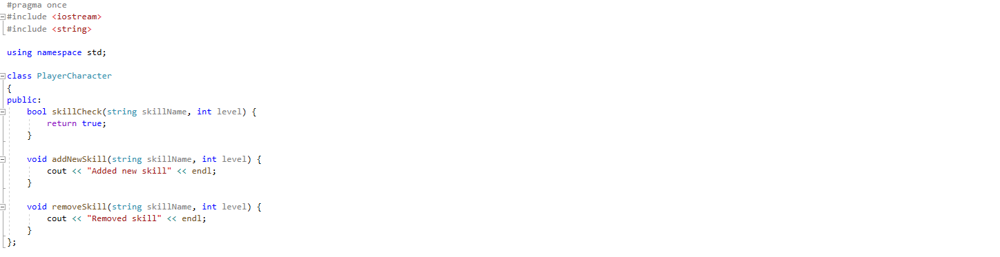 #pragma once
#include <iostream>
#include <string>

using namespace std;

class PlayerCharacter
{
public:
    bool skillCheck(string skillName, int level) {
        return true;
    }

    void addNewSkill(string skillName, int level) {
        cout << "Added new skill" << endl;
    }

    void removeSkill(string skillName, int level) {
        cout << "Removed skill" << endl;
    }
};